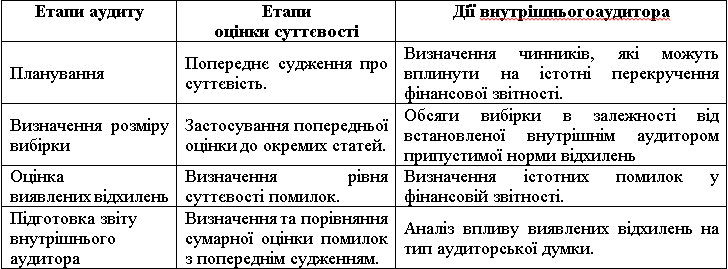 Етапи аудиту
Етапи
оцінки суттєвості
Дії внутрішньогоаудитора
Планування
Попереднє судження про
суттєвість.
Визначення чинників, які можуть
вплинути на істотні перекручення
фінансової звітності.
Визначення розміру
вибірки
Застосування попередньої
оцінки до окремих статей.
Обсяги вибірки в залежності від
встановленої внутрішнім аудитором
припустимої норми відхилень
Оцінка
виявлених відхилень
Визначення рівня
суттєвості помилок.
Визначення істотних помилок у
фінансовій звітності.
Підготовка звіту
внутрішнього
аудитора
Визначення та порівняння
сумарної оцінки помилок
з попереднім судженням.
Аналіз впливу виявлених відхилень на
тип аудиторської думки.